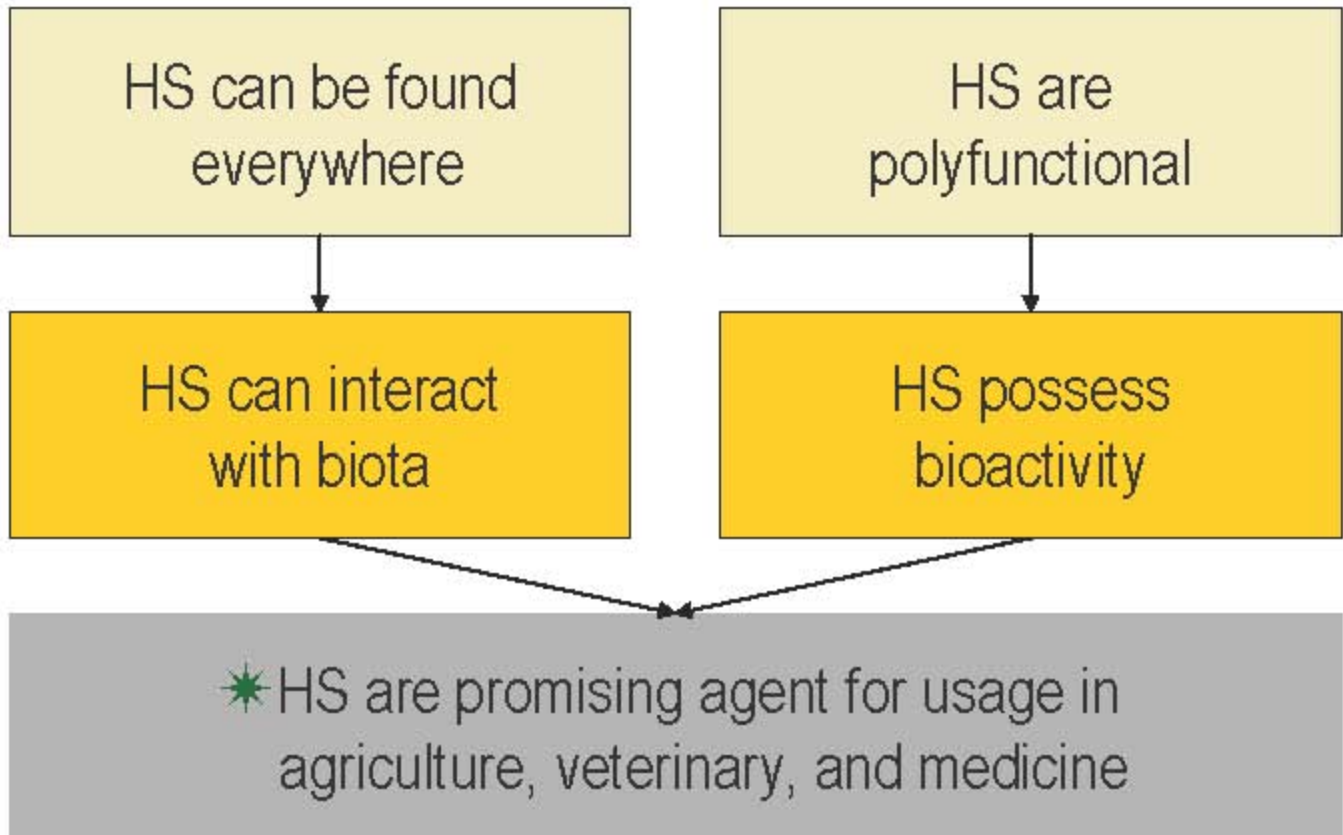 HS can be found
everywhere
HS are
polyfunctional
HS can interact
with biota
HS possess
bioactivity
HS are promising agent for usage in
agriculture, veterinary, and medicine